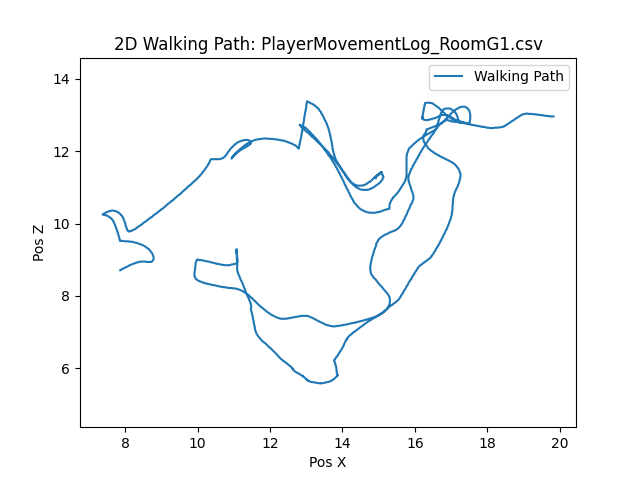 2D Walking Path: PlayerMovementLog_RoomG1.csv
Walking Path
Pos Z
14
12
10
8
6
8 10 12 14 16 18 20
Pos X